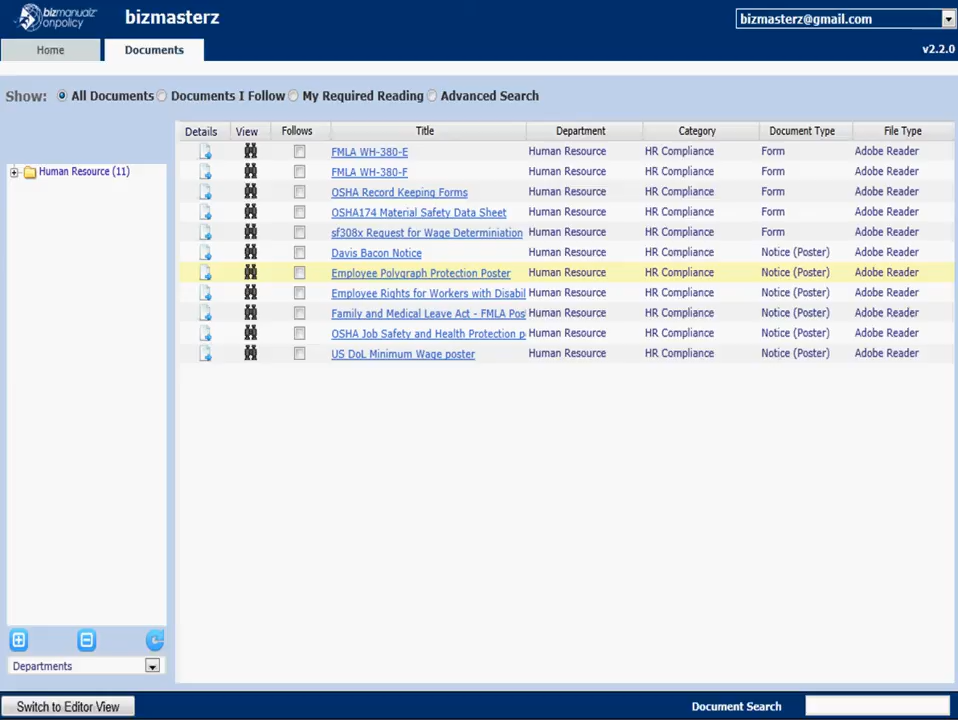 bizmanualz
onpolicy
bizmasterz
bizmasterz@gmail.com
Home
Documents
v2.2.0
Show: All Documents Documents I Follow My Required Reading Advanced Search
Details View Follows Title Department Category Document Type File Type
Human Resource (11)
FMLA WH-380-E Human Resource HR Compliance Form Adobe Reader
FMLA WH-380-F Human Resource HR Compliance Form Adobe Reader
OSHA Record Keeping Forms Human Resource HR Compliance Form Adobe Reader
OSHA174 Material Safety Data Sheet Human Resource HR Compliance Form Adobe Reader
sf308x Request for Wage Determiniation Human Resource HR Compliance Form Adobe Reader
Davis Bacon Notice Human Resource HR Compliance Notice (Poster) Adobe Reader
Employee Polygraph Protection Poster Human Resource HR Compliance Notice (Poster) Adobe Reader
Employee Rights for Workers with Disabil Human Resource HR Compliance Notice (Poster) Adobe Reader
Family and Medical Leave Act - FMLA Pos Human Resource HR Compliance Notice (Poster) Adobe Reader
OSHA Job Safety and Health Protection p Human Resource HR Compliance Notice (Poster) Adobe Reader
US DoL Minimum Wage poster Human Resource HR Compliance Notice (Poster) Adobe Reader
Departments
Switch to Editor View
Document Search